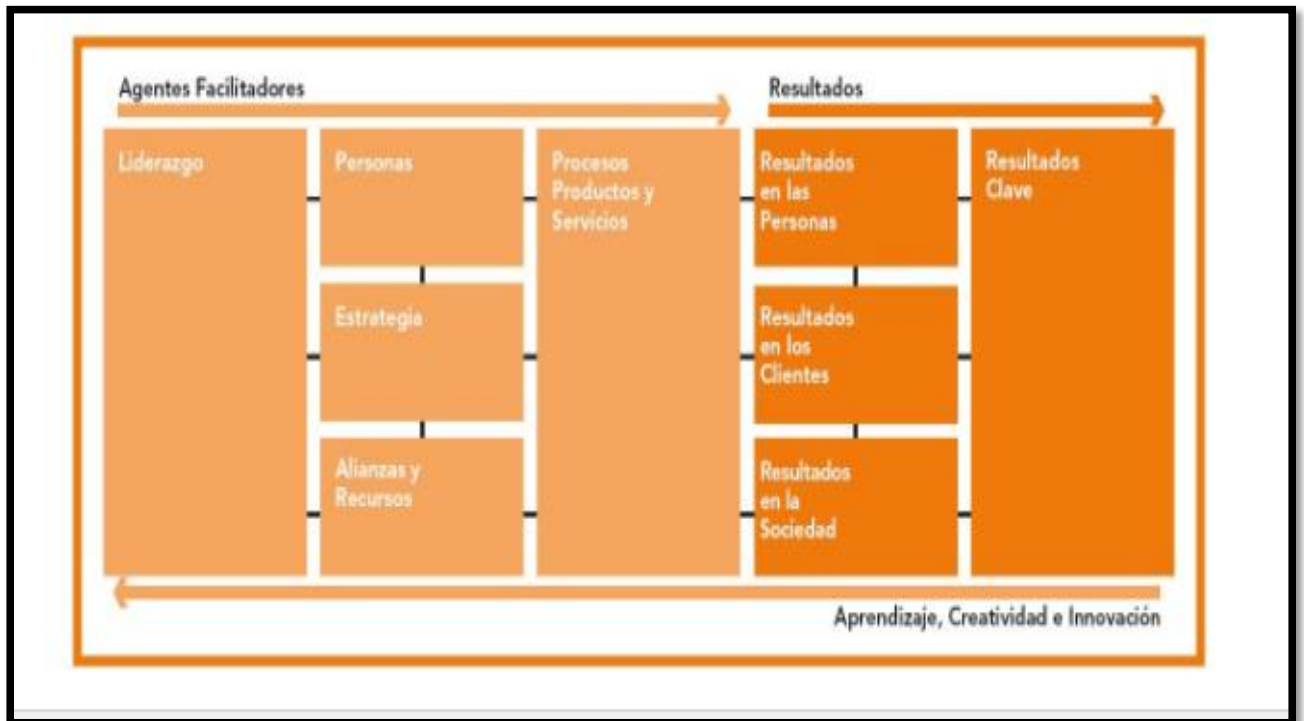 Agentes Facilitadores
Resultados
Liderazgo
Personas
Procesos
Productos y
Servicios
Resultados
en las
Personas
Resultados
Clave
Estrategia
Resultados
en los
Clientes
Alianzas y
Recursos
Resultados
en la
Sociedad
Aprendizaje, Creatividad e Innovación